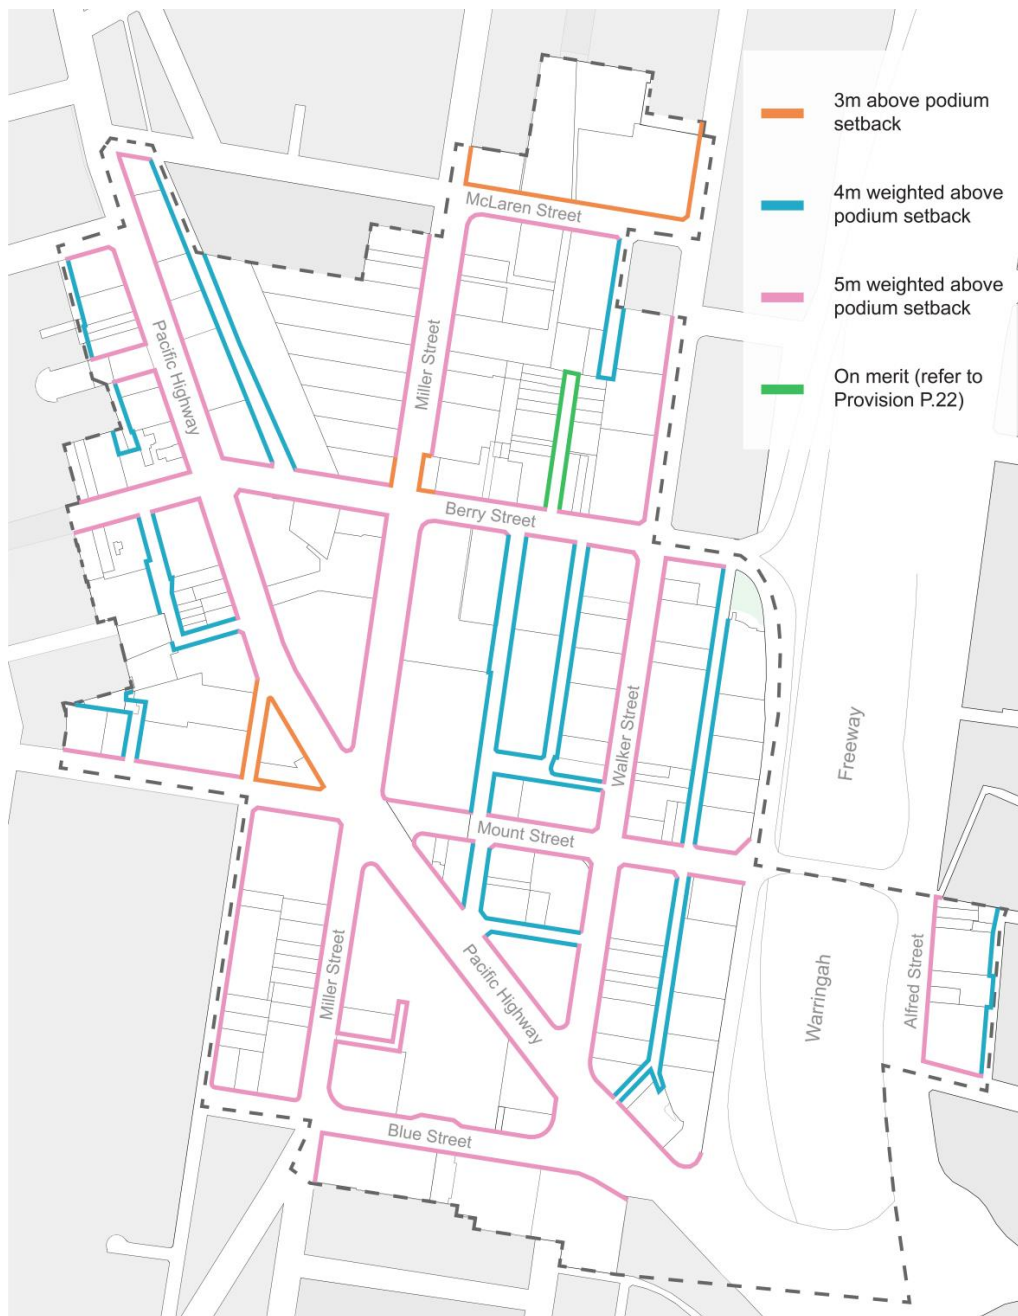 3m above podium
setback
4m weighted above
podium setback
5m weighted above
podium setback
On merit (refer to
Provision P.22)
McLaren Street
Pacific Highway
Miller Street
Berry Street
Walker Street
Freeway
Mount Street
Miller Street
Pacific Highway
Warringah
Alfred Street
Blue Street